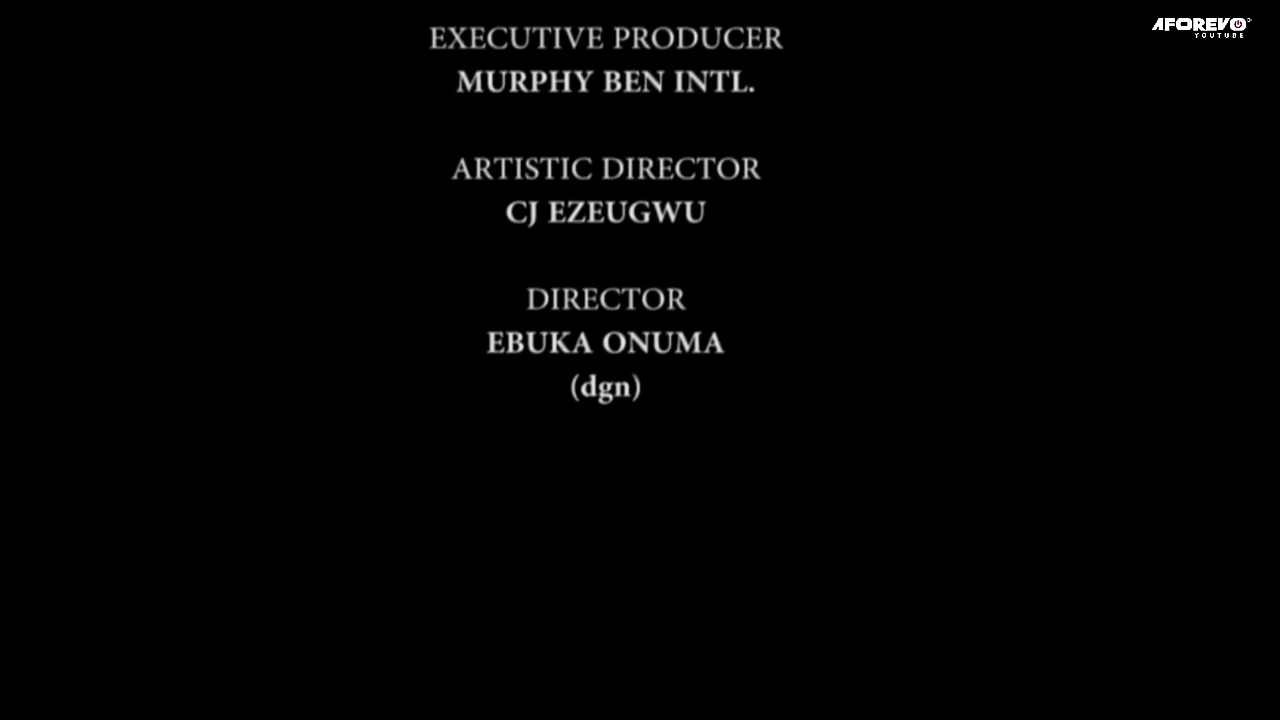 AFOREVO
YOUTUBE
EXECUTIVE PRODUCER
MURPHY BEN INTL.
ARTISTIC DIRECTOR
CJ EZEUGWU
DIRECTOR
EBUKA ONUMA
(dgn)